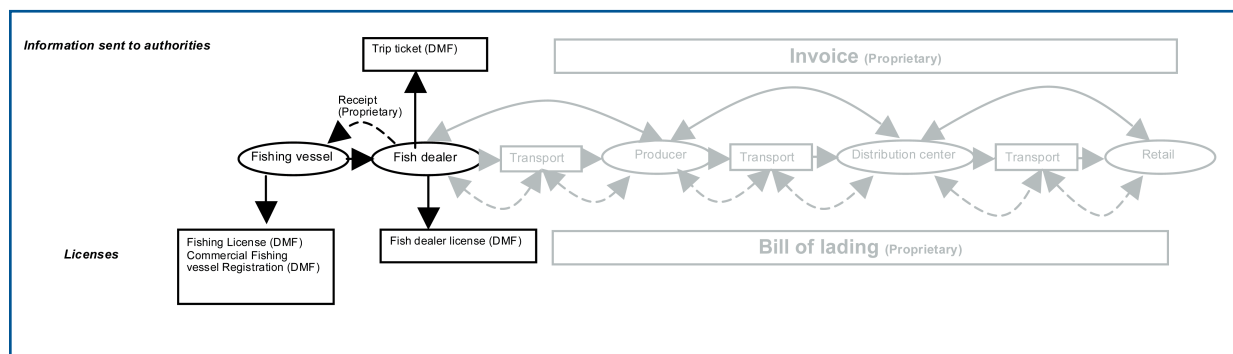 Information sent to authorities
Trip ticket (DMF)
Invoice (Proprietary)
Receipt
(Proprietary)
Fishing vessel
Fish dealer
Transport
Producer
Transport
Distribution center
Transport
Retail
Licenses
Fishing License (DMF)
Commercial Fishing
vessel Registration (DMF)
Fish dealer license (DMF)
Bill of lading (Proprietary)